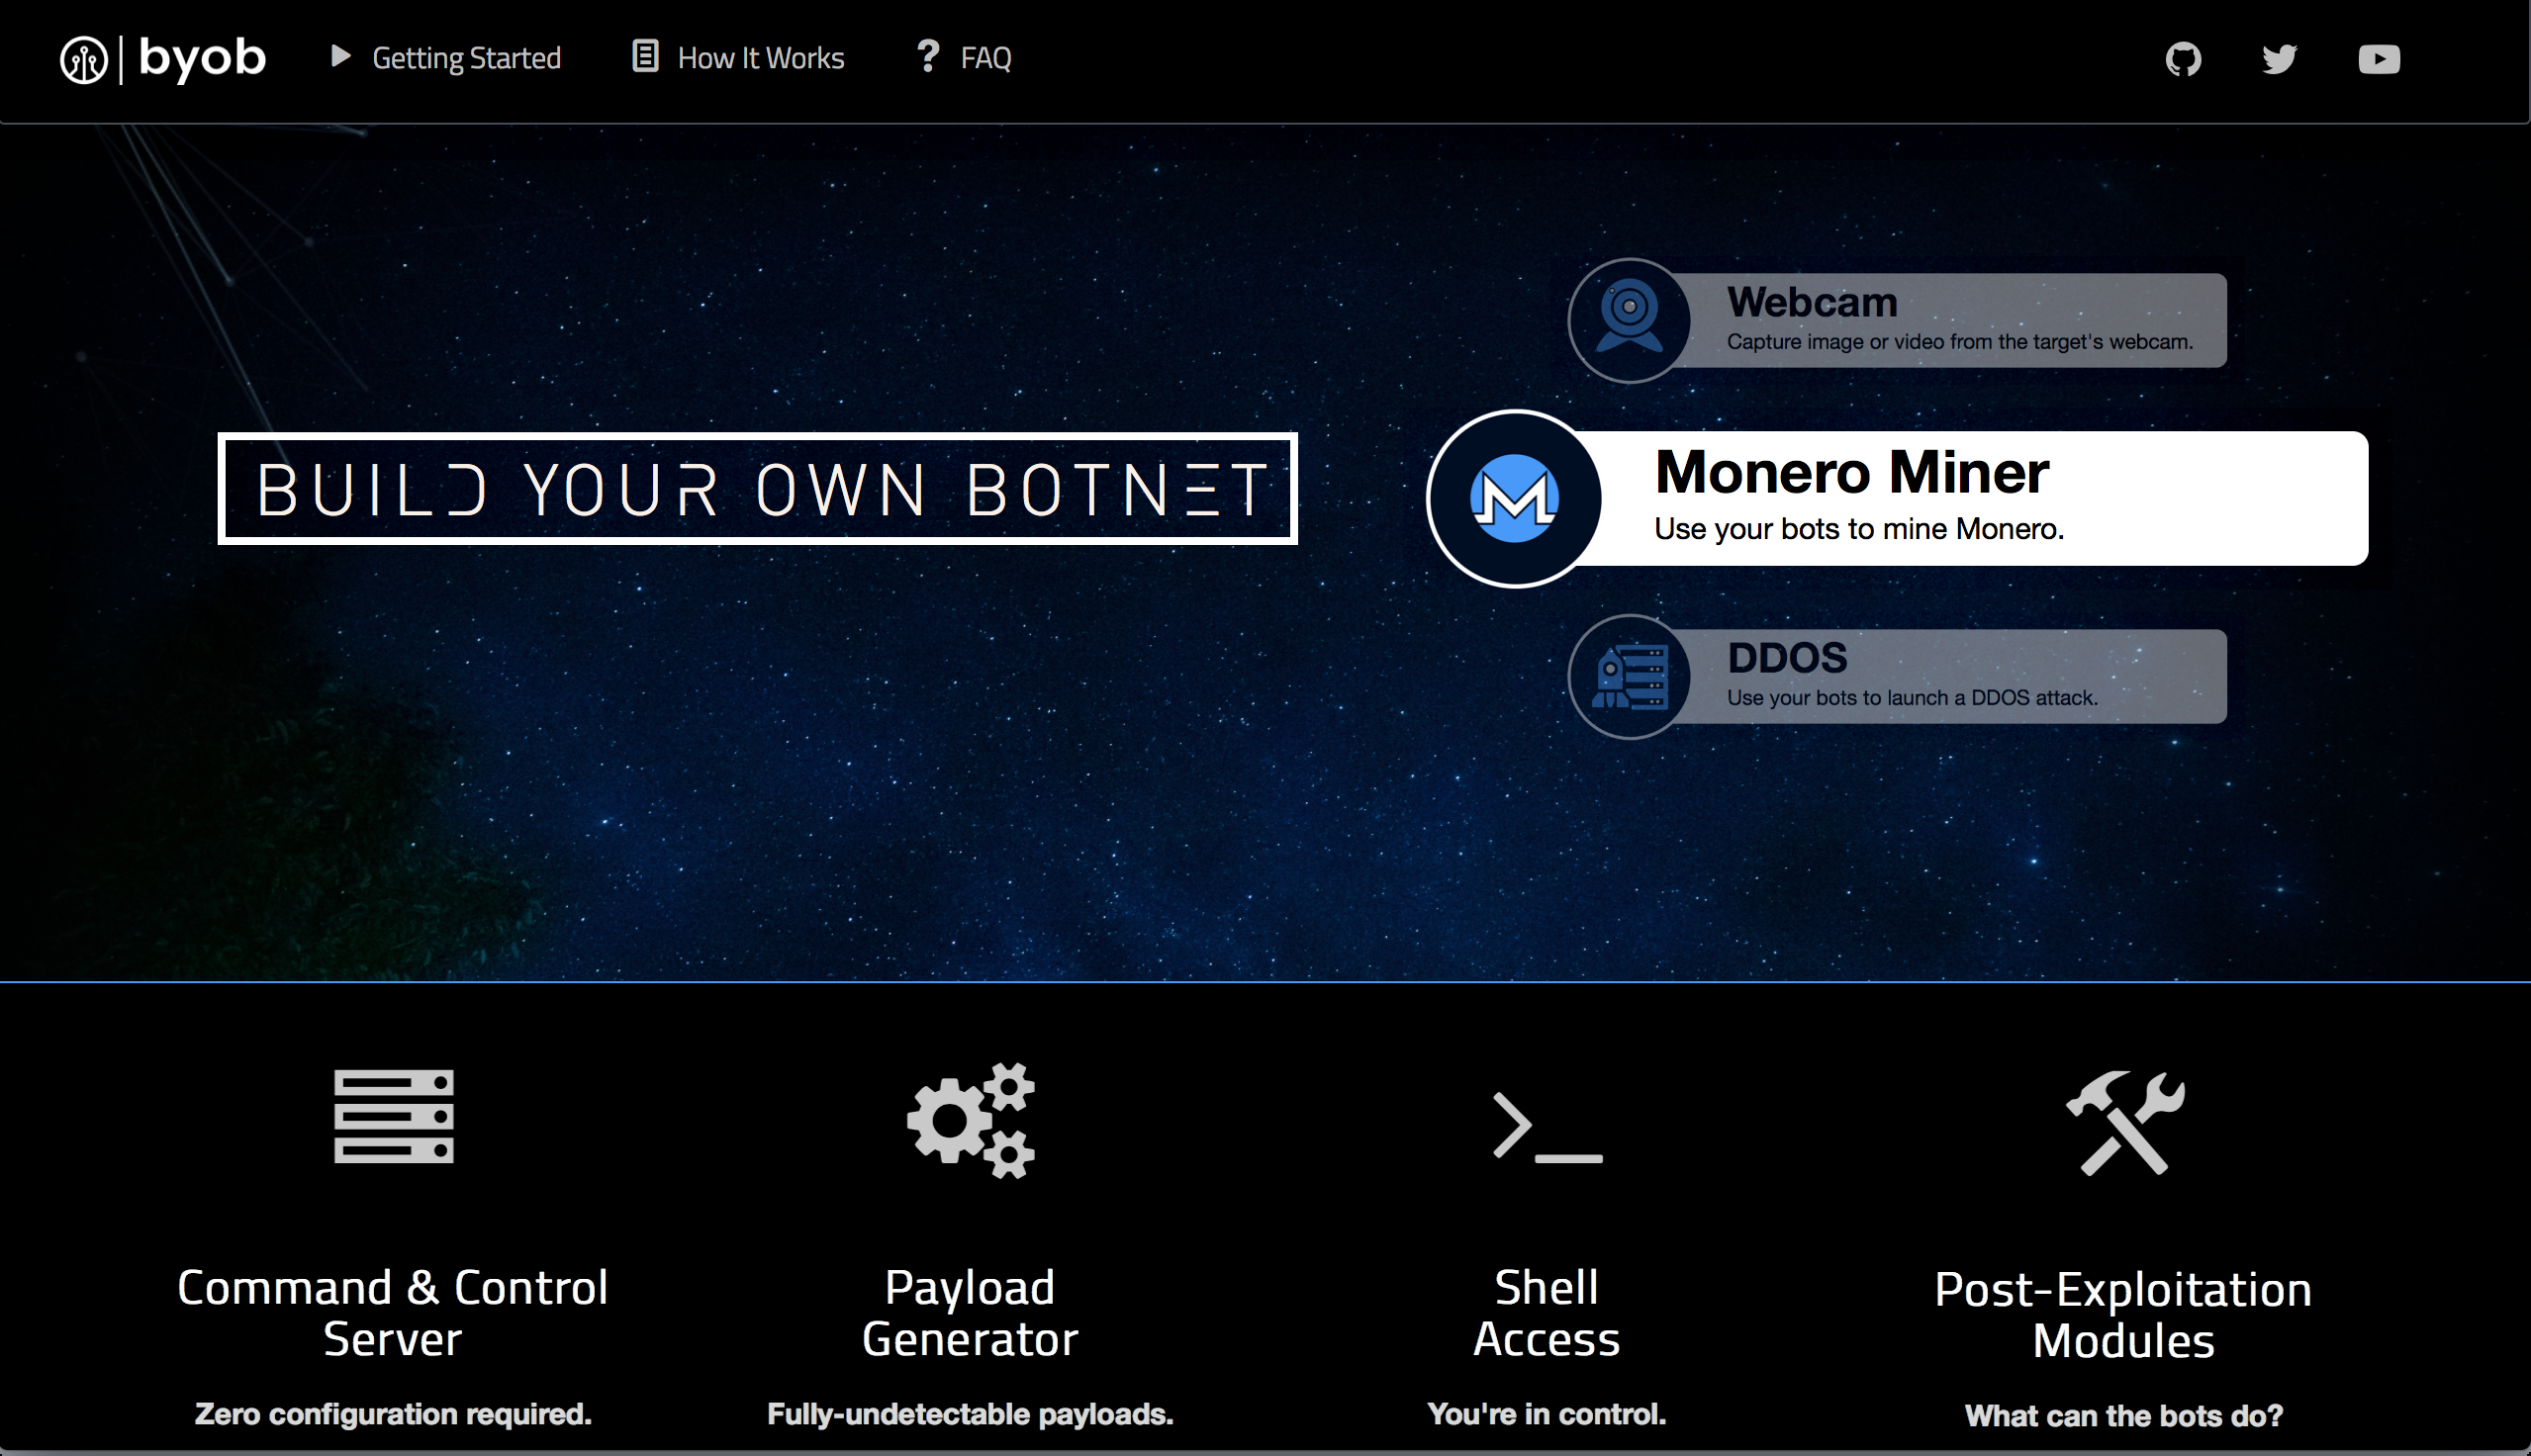 byob
Getting Started
How It Works
FAQ
Webcam
Capture image or video from the target's webcam.
BUILD YOUR OWN BOTNET
Monero Miner
Use your bots to mine Monero.
DDOS
Use your bots to launch a DDOS attack.
Command & Control
Server
Zero configuration required.
Payload
Generator
Fully-undetectable payloads.
Shell
Access
You're in control.
Post-Exploitation
Modules
What can the bots do?